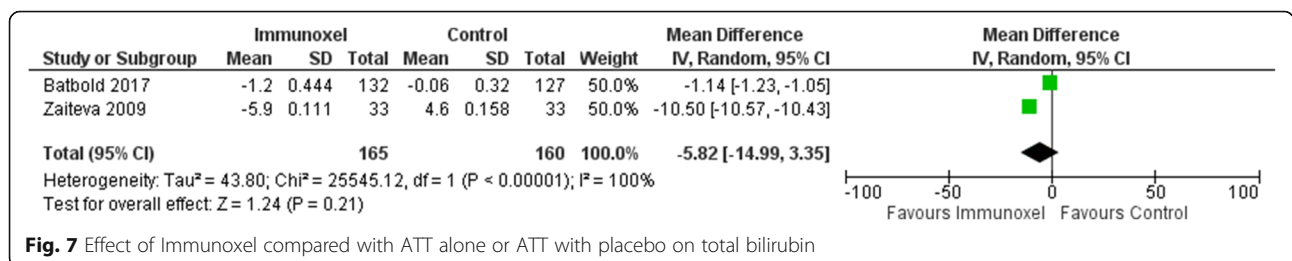 Immunoxel Control Mean Difference Mean Difference
Study or Subgroup Mean SD Total Mean SD Total Weight IV, Random, 95% CI IV, Random, 95% CI
Batbold 2017 -1.2 0.444 132 -0.06 0.32 127 50.0% -1.14 [-1.23, -1.05]
Zaiteva 2009 -5.9 0.111 33 4.6 0.158 33 50.0% -10.50 [-10.57, -10.43]
Total (95% CI) 165 160 100.0% -5.82 [-14.99, 3.35]
Heterogeneity: Tau² = 43.80; Chi² = 25545.12, df = 1 (P < 0.00001); I² = 100%
Test for overall effect: Z = 1.24 (P = 0.21)
-100 -50 0 50 100
Favours Immunoxel Favours Control
Fig. 7 Effect of Immunoxel compared with ATT alone or ATT with placebo on total bilirubin